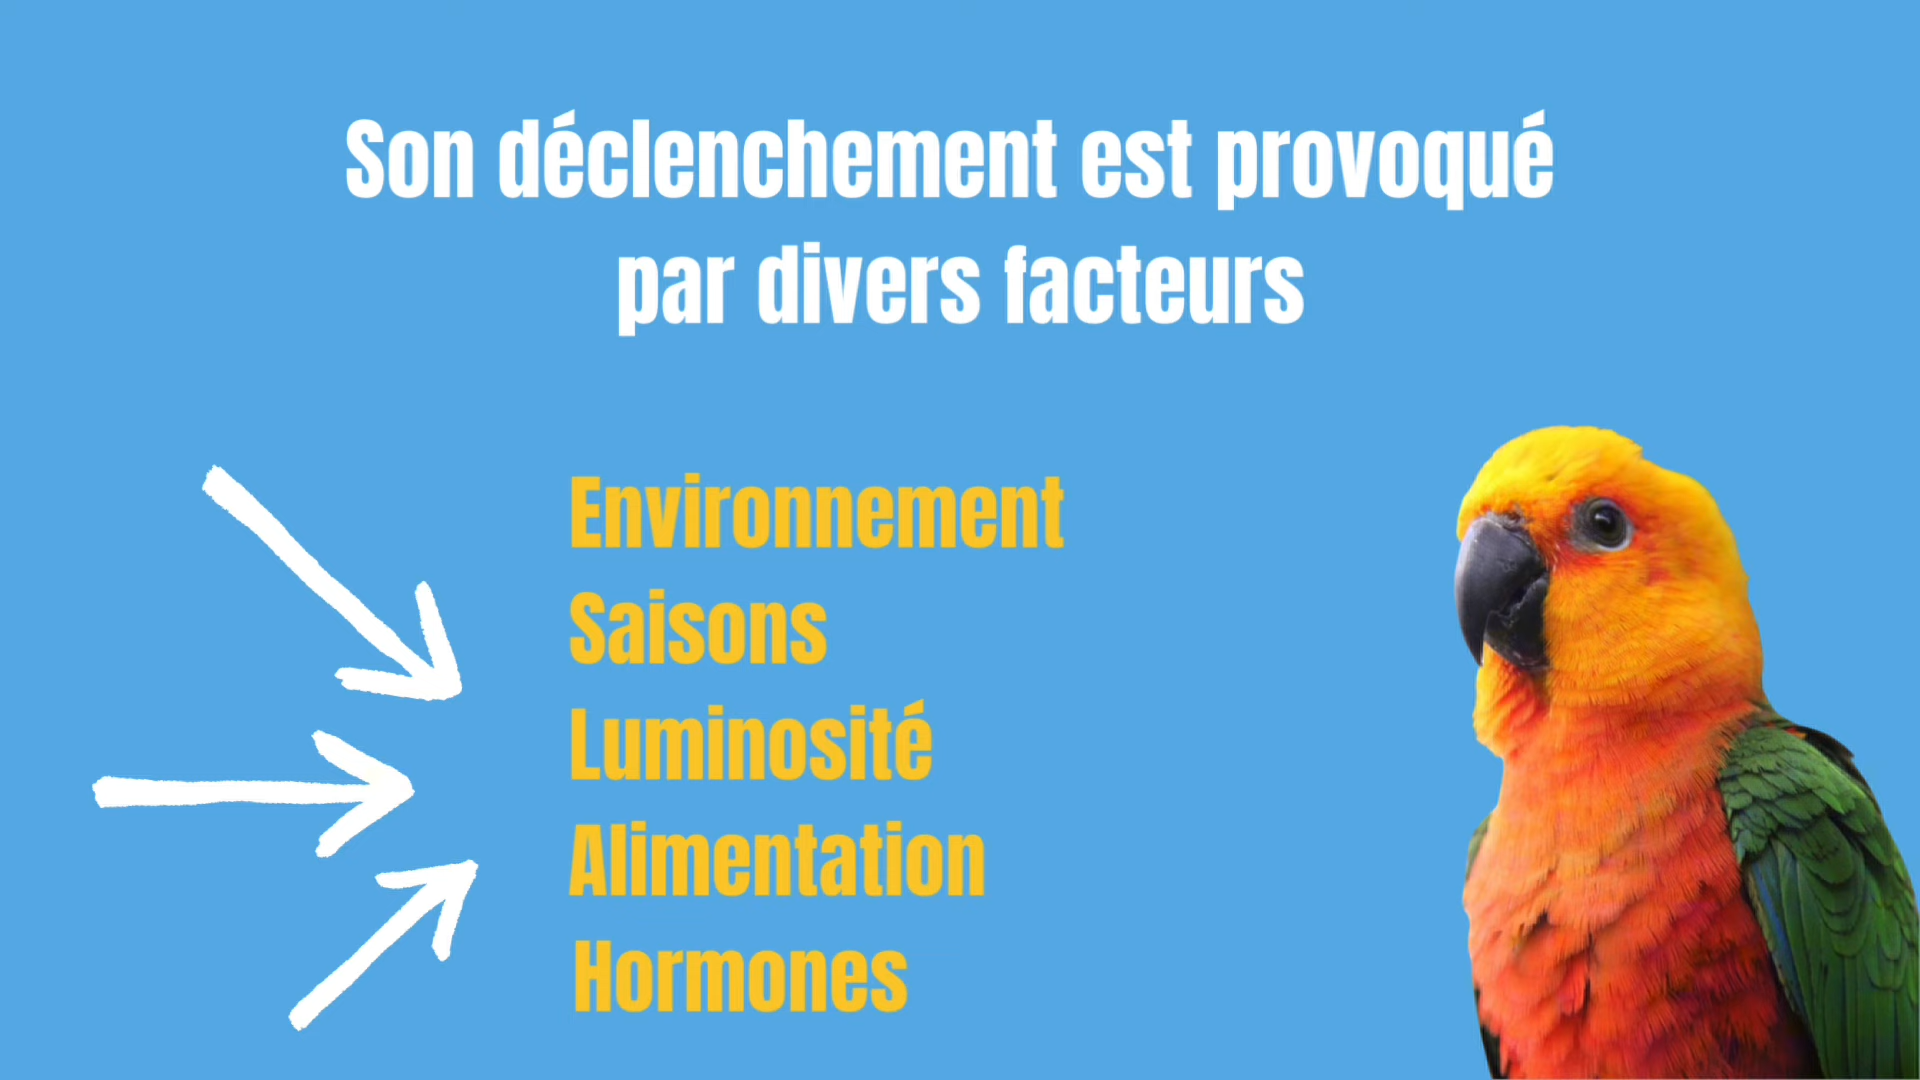 Son déclenchement est provoqué
par divers facteurs
Environnement
Saisons
Luminosité
Alimentation
Hormones